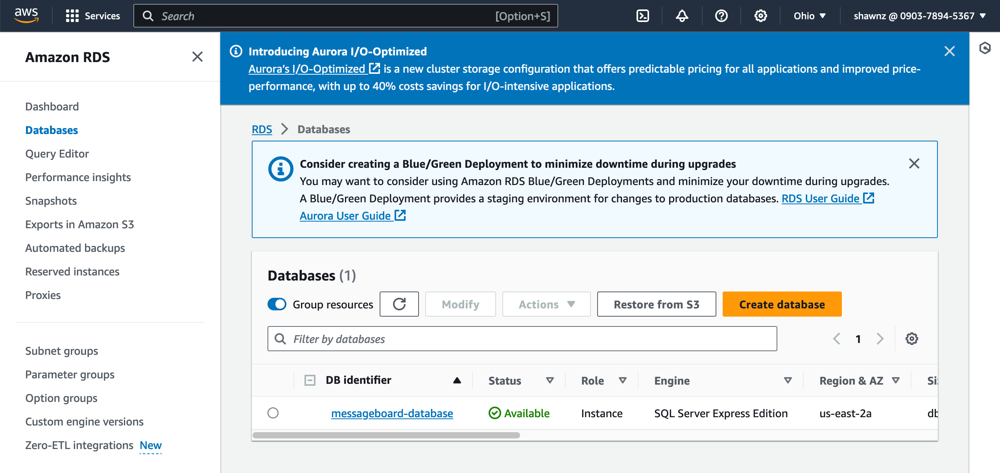 aws
Services
Search [Option+S]
Ohio
shawnz @ 0903-7894-5367
Amazon RDS
Dashboard
Databases
Query Editor
Performance insights
Snapshots
Exports in Amazon S3
Automated backups
Reserved instances
Proxies
Subnet groups
Parameter groups
Option groups
Custom engine versions
Zero-ETL integrations New
Introducing Aurora I/O-Optimized
Aurora’s I/O-Optimized is a new cluster storage configuration that offers predictable pricing for all applications and improved price-
performance, with up to 40% costs savings for I/O-intensive applications.
RDS Databases
Consider creating a Blue/Green Deployment to minimize downtime during upgrades
You may want to consider using Amazon RDS Blue/Green Deployments and minimize your downtime during upgrades.
A Blue/Green Deployment provides a staging environment for changes to production databases. RDS User Guide
Aurora User Guide
Databases (1)
Group resources Modify Actions Restore from S3 Create database
Filter by databases 1
DB identifier Status Role Engine Region & AZ
messageboard-database Available Instance SQL Server Express Edition us-east-2a